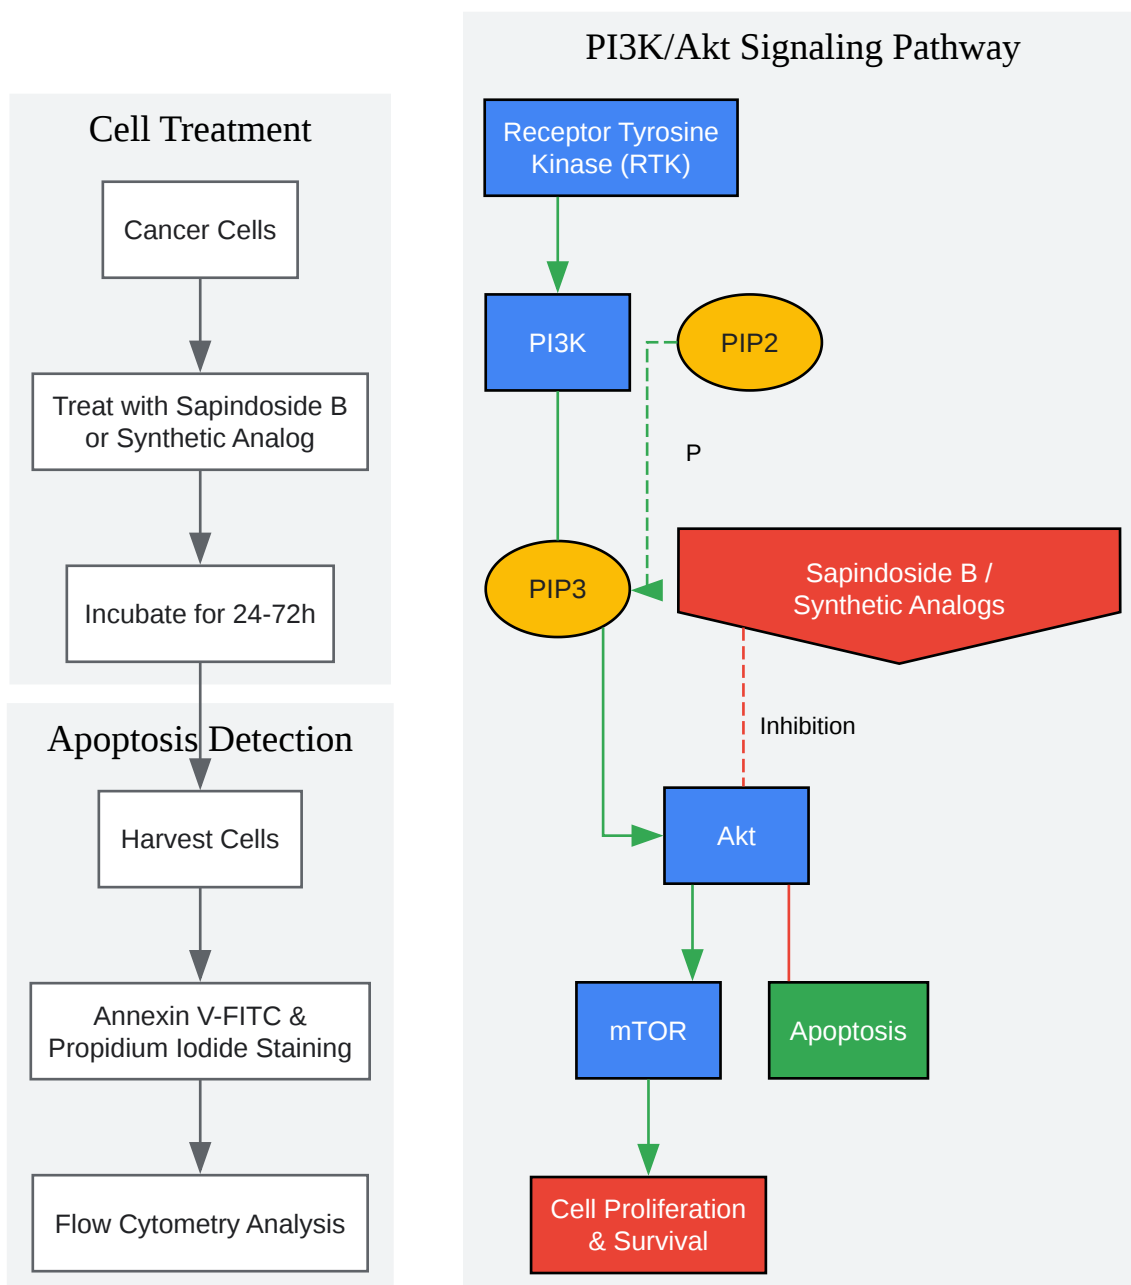 Cell Treatment
Cancer Cells
Treat with Sapindoside B
or Synthetic Analog
Incubate for 24-72h
Apoptosis Detection
Harvest Cells
Annexin V-FITC &
Propidium Iodide Staining
Flow Cytometry Analysis
PI3K/Akt Signaling Pathway
Receptor Tyrosine
Kinase (RTK)
PI3K
PIP2
P
PIP3
Sapindoside B /
Synthetic Analogs
Inhibition
Akt
mTOR
Apoptosis
Cell Proliferation
& Survival